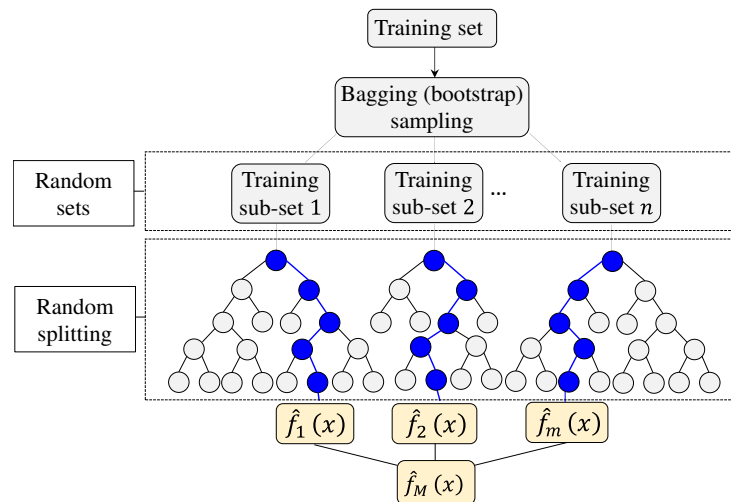 Training set
Bagging (bootstrap)
sampling
Random
sets
Training
sub-set 1
Training
sub-set 2
...
Training
sub-set n
Random
splitting
f̂₁(x)
f̂₂(x)
f̂ₘ(x)
f̂_M(x)